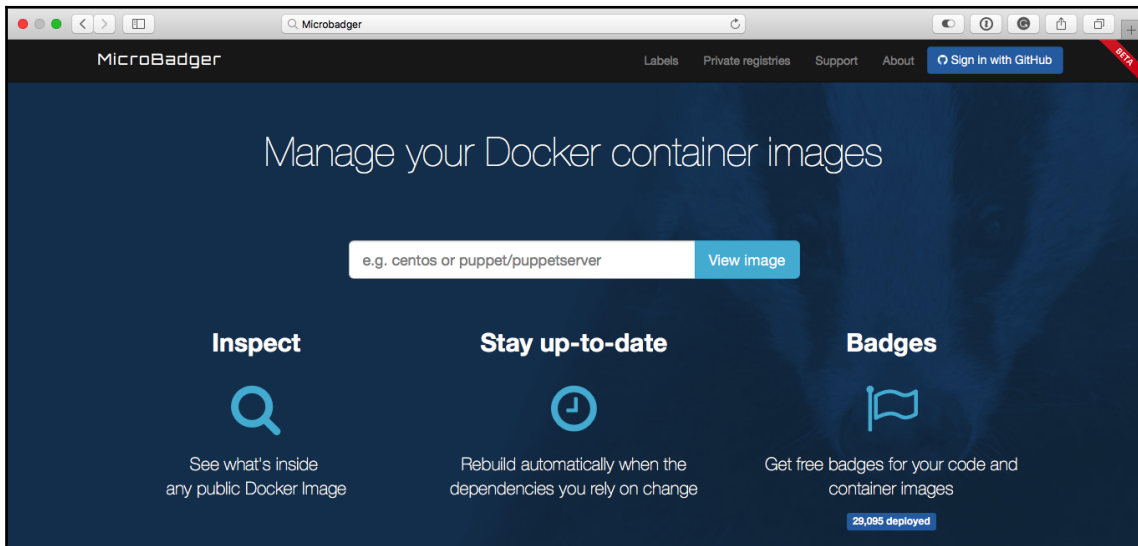 Microbadger
MicroBadger
Labels Private registries Support About Sign in with GitHub
BETA
Manage your Docker container images
e.g. centos or puppet/puppetserver View image
Inspect Stay up-to-date Badges
See what's inside Rebuild automatically when the Get free badges for your code and
any public Docker Image dependencies you rely on change container images
29,095 deployed